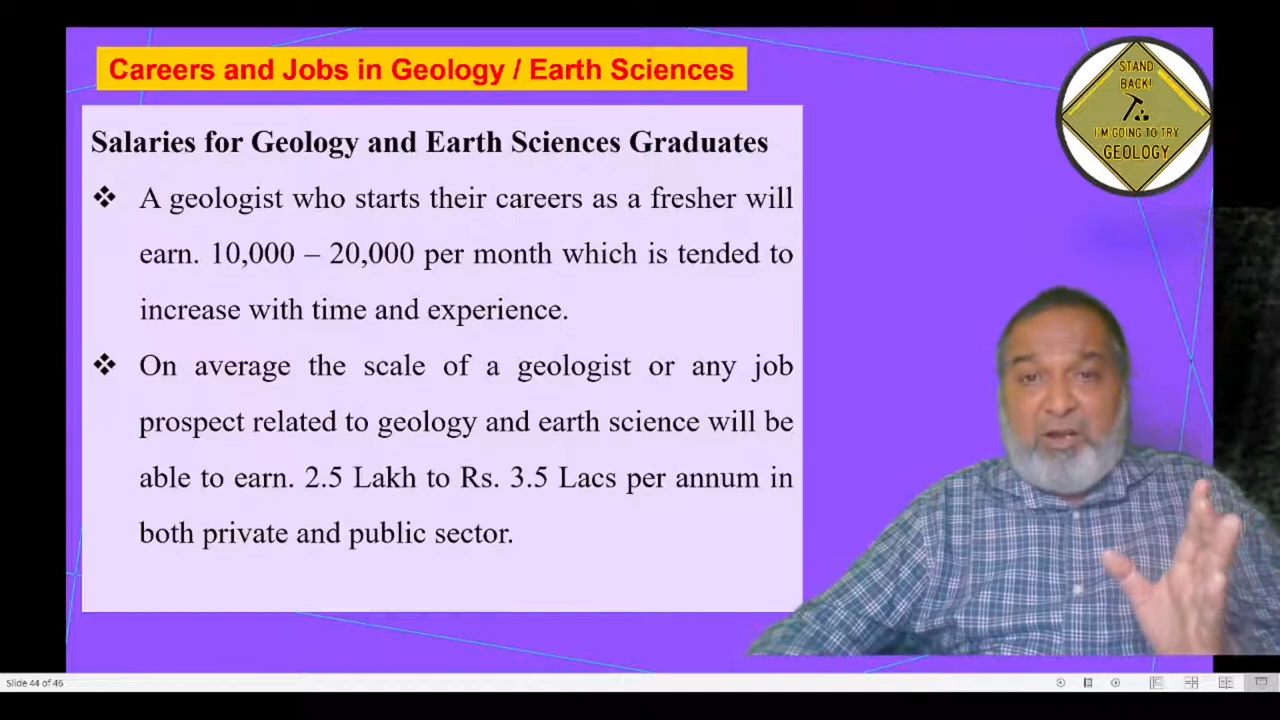 Careers and Jobs in Geology / Earth Sciences
STAND
BACK!
I'M GOING TO TRY
GEOLOGY
Salaries for Geology and Earth Sciences Graduates
❖ A geologist who starts their careers as a fresher will
earn. 10,000 – 20,000 per month which is tended to
increase with time and experience.
❖ On average the scale of a geologist or any job
prospect related to geology and earth science will be
able to earn. 2.5 Lakh to Rs. 3.5 Lacs per annum in
both private and public sector.
Slide 44 of 46